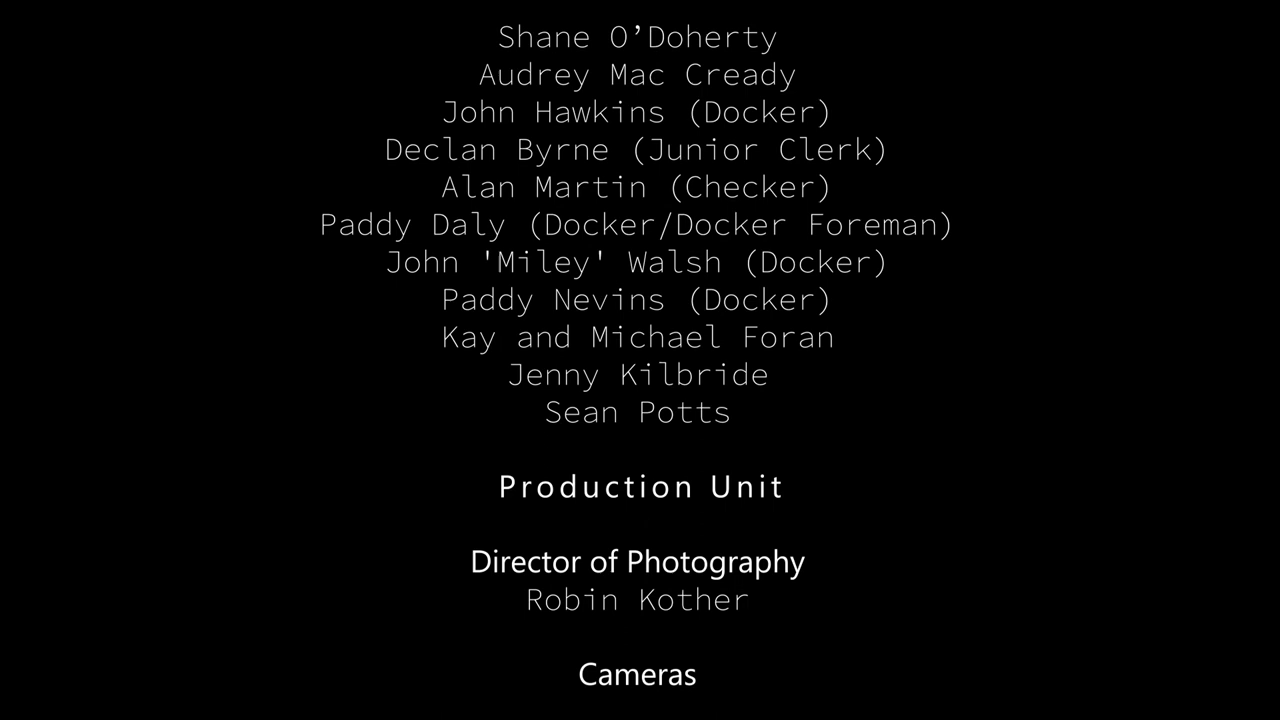 Shane O’Doherty
Audrey Mac Cready
John Hawkins (Docker)
Declan Byrne (Junior Clerk)
Alan Martin (Checker)
Paddy Daly (Docker/Docker Foreman)
John 'Miley' Walsh (Docker)
Paddy Nevins (Docker)
Kay and Michael Foran
Jenny Kilbride
Sean Potts
Production Unit
Director of Photography
Robin Kother
Cameras